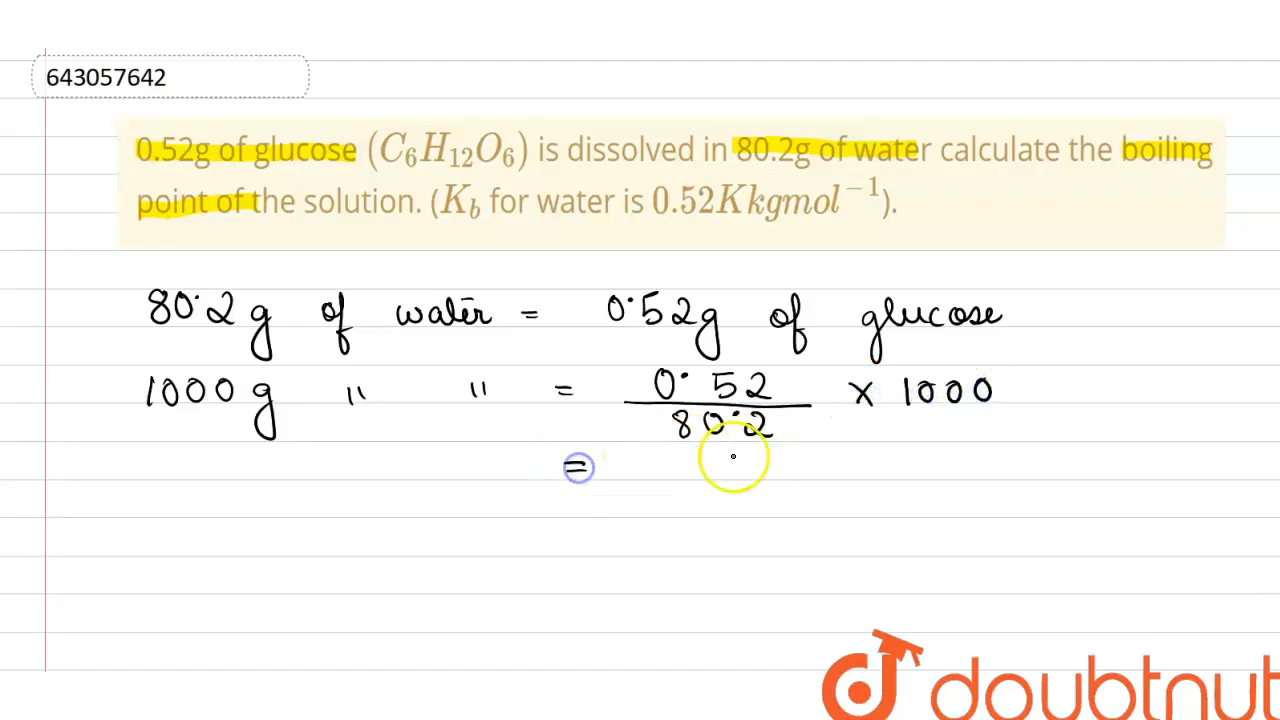 643057642
0.52g of glucose (C₆H₁₂O₆) is dissolved in 80.2g of water calculate the boiling
point of the solution. (K_b for water is 0.52Kkgmol⁻¹).
80.2 g of water = 0.52g of glucose
1000 g " " = 0.52/80.2 × 1000
=
doubtnut